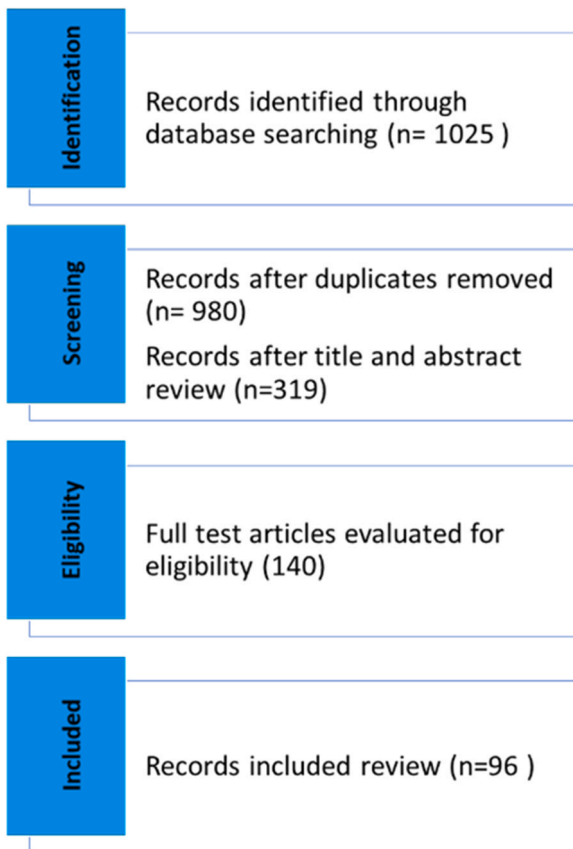 Identification
Records identified through
database searching (n= 1025 )
Screening
Records after duplicates removed
(n= 980)
Records after title and abstract
review (n=319)
Eligibility
Full test articles evaluated for
eligibility (140)
Included
Records included review (n=96 )